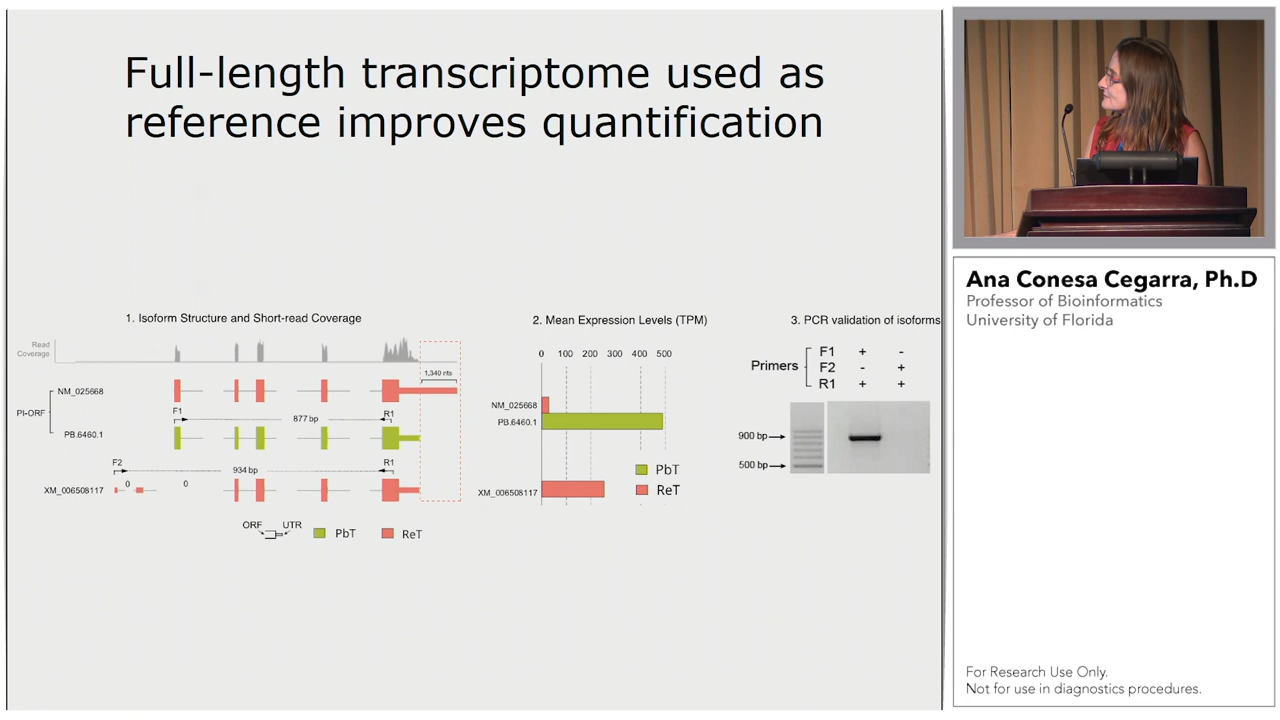 Full-length transcriptome used as
reference improves quantification
1. Isoform Structure and Short-read Coverage
Read
Coverage
1,340 nts
NM_025668
PI-ORF
F1
877 bp
R1
PB.6460.1
F2
934 bp
R1
0
0
XM_006508117
ORF
UTR
PbT
ReT
2. Mean Expression Levels (TPM)
0 100 200 300 400 500
NM_025668
PB.6460.1
PbT
ReT
XM_006508117
3. PCR validation of isoforms
Primers
F1 + -
F2 - +
R1 + +
900 bp
500 bp
Ana Conesa Cegarra, Ph.D
Professor of Bioinformatics
University of Florida
For Research Use Only.
Not for use in diagnostics procedures.